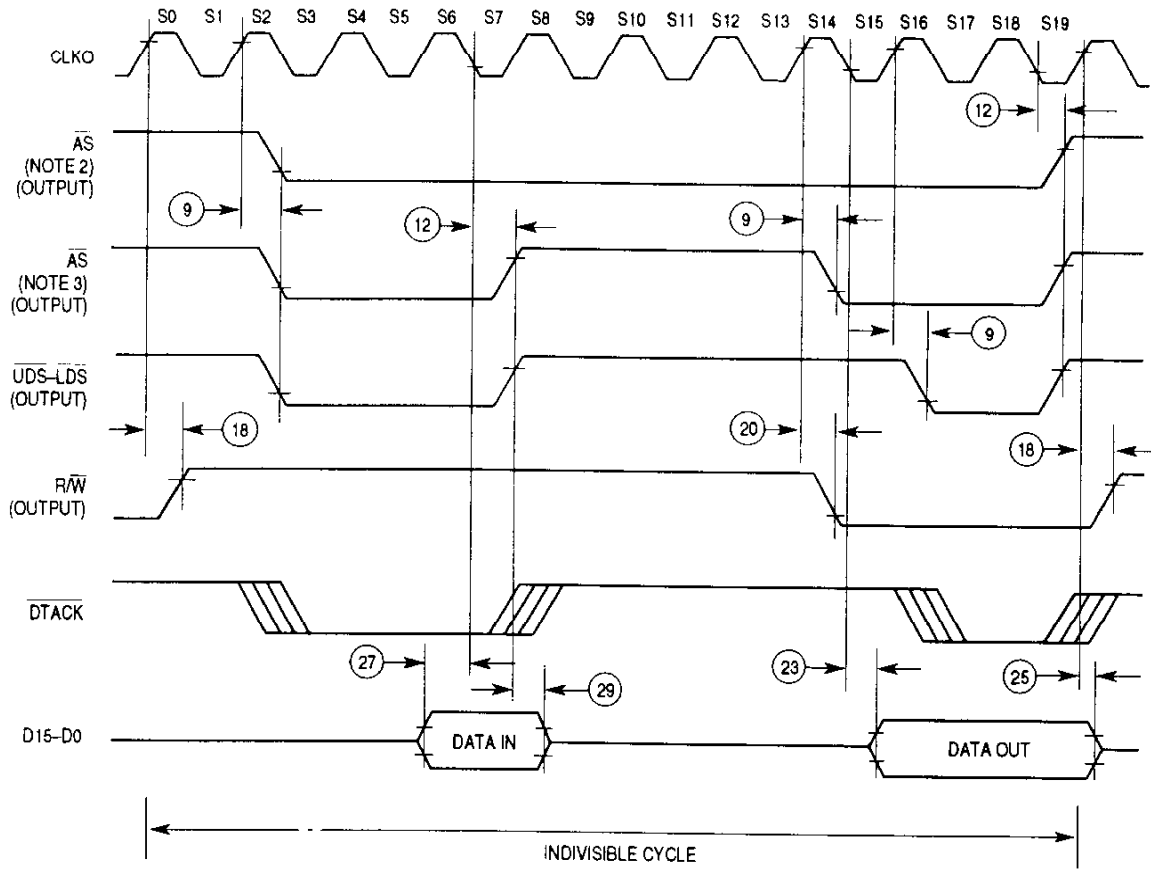 S0 S1 S2 S3 S4 S5 S6 S7 S8 S9 S10 S11 S12 S13 S14 S15 S16 S17 S18 S19
CLKO
12
AS
(NOTE 2)
(OUTPUT)
9
12
9
AS
(NOTE 3)
(OUTPUT)
9
UDS–LDS
(OUTPUT)
18
20
18
R/W
(OUTPUT)
DTACK
27
23
29
25
D15–D0
DATA IN
DATA OUT
INDIVISIBLE CYCLE